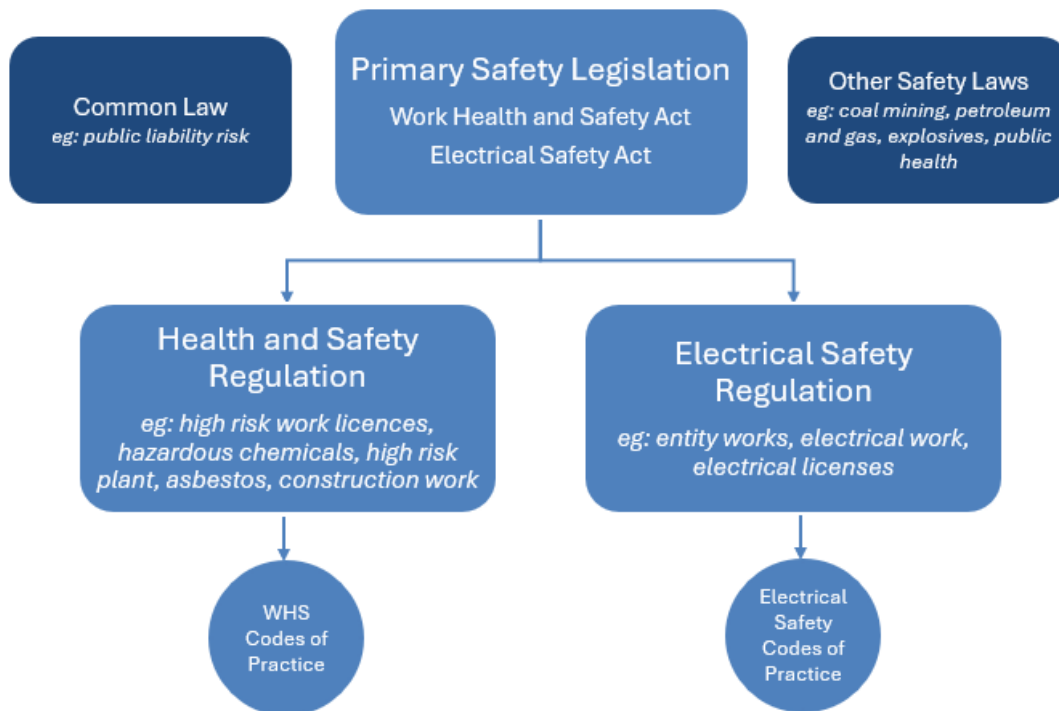 Common Law
eg: public liability risk
Primary Safety Legislation
Work Health and Safety Act
Electrical Safety Act
Other Safety Laws
eg: coal mining, petroleum
and gas, explosives, public
health
Health and Safety
Regulation
eg: high risk work licences,
hazardous chemicals, high risk
plant, asbestos, construction work
Electrical Safety
Regulation
eg: entity works, electrical work,
electrical licenses
WHS
Codes of
Practice
Electrical
Safety
Codes of
Practice